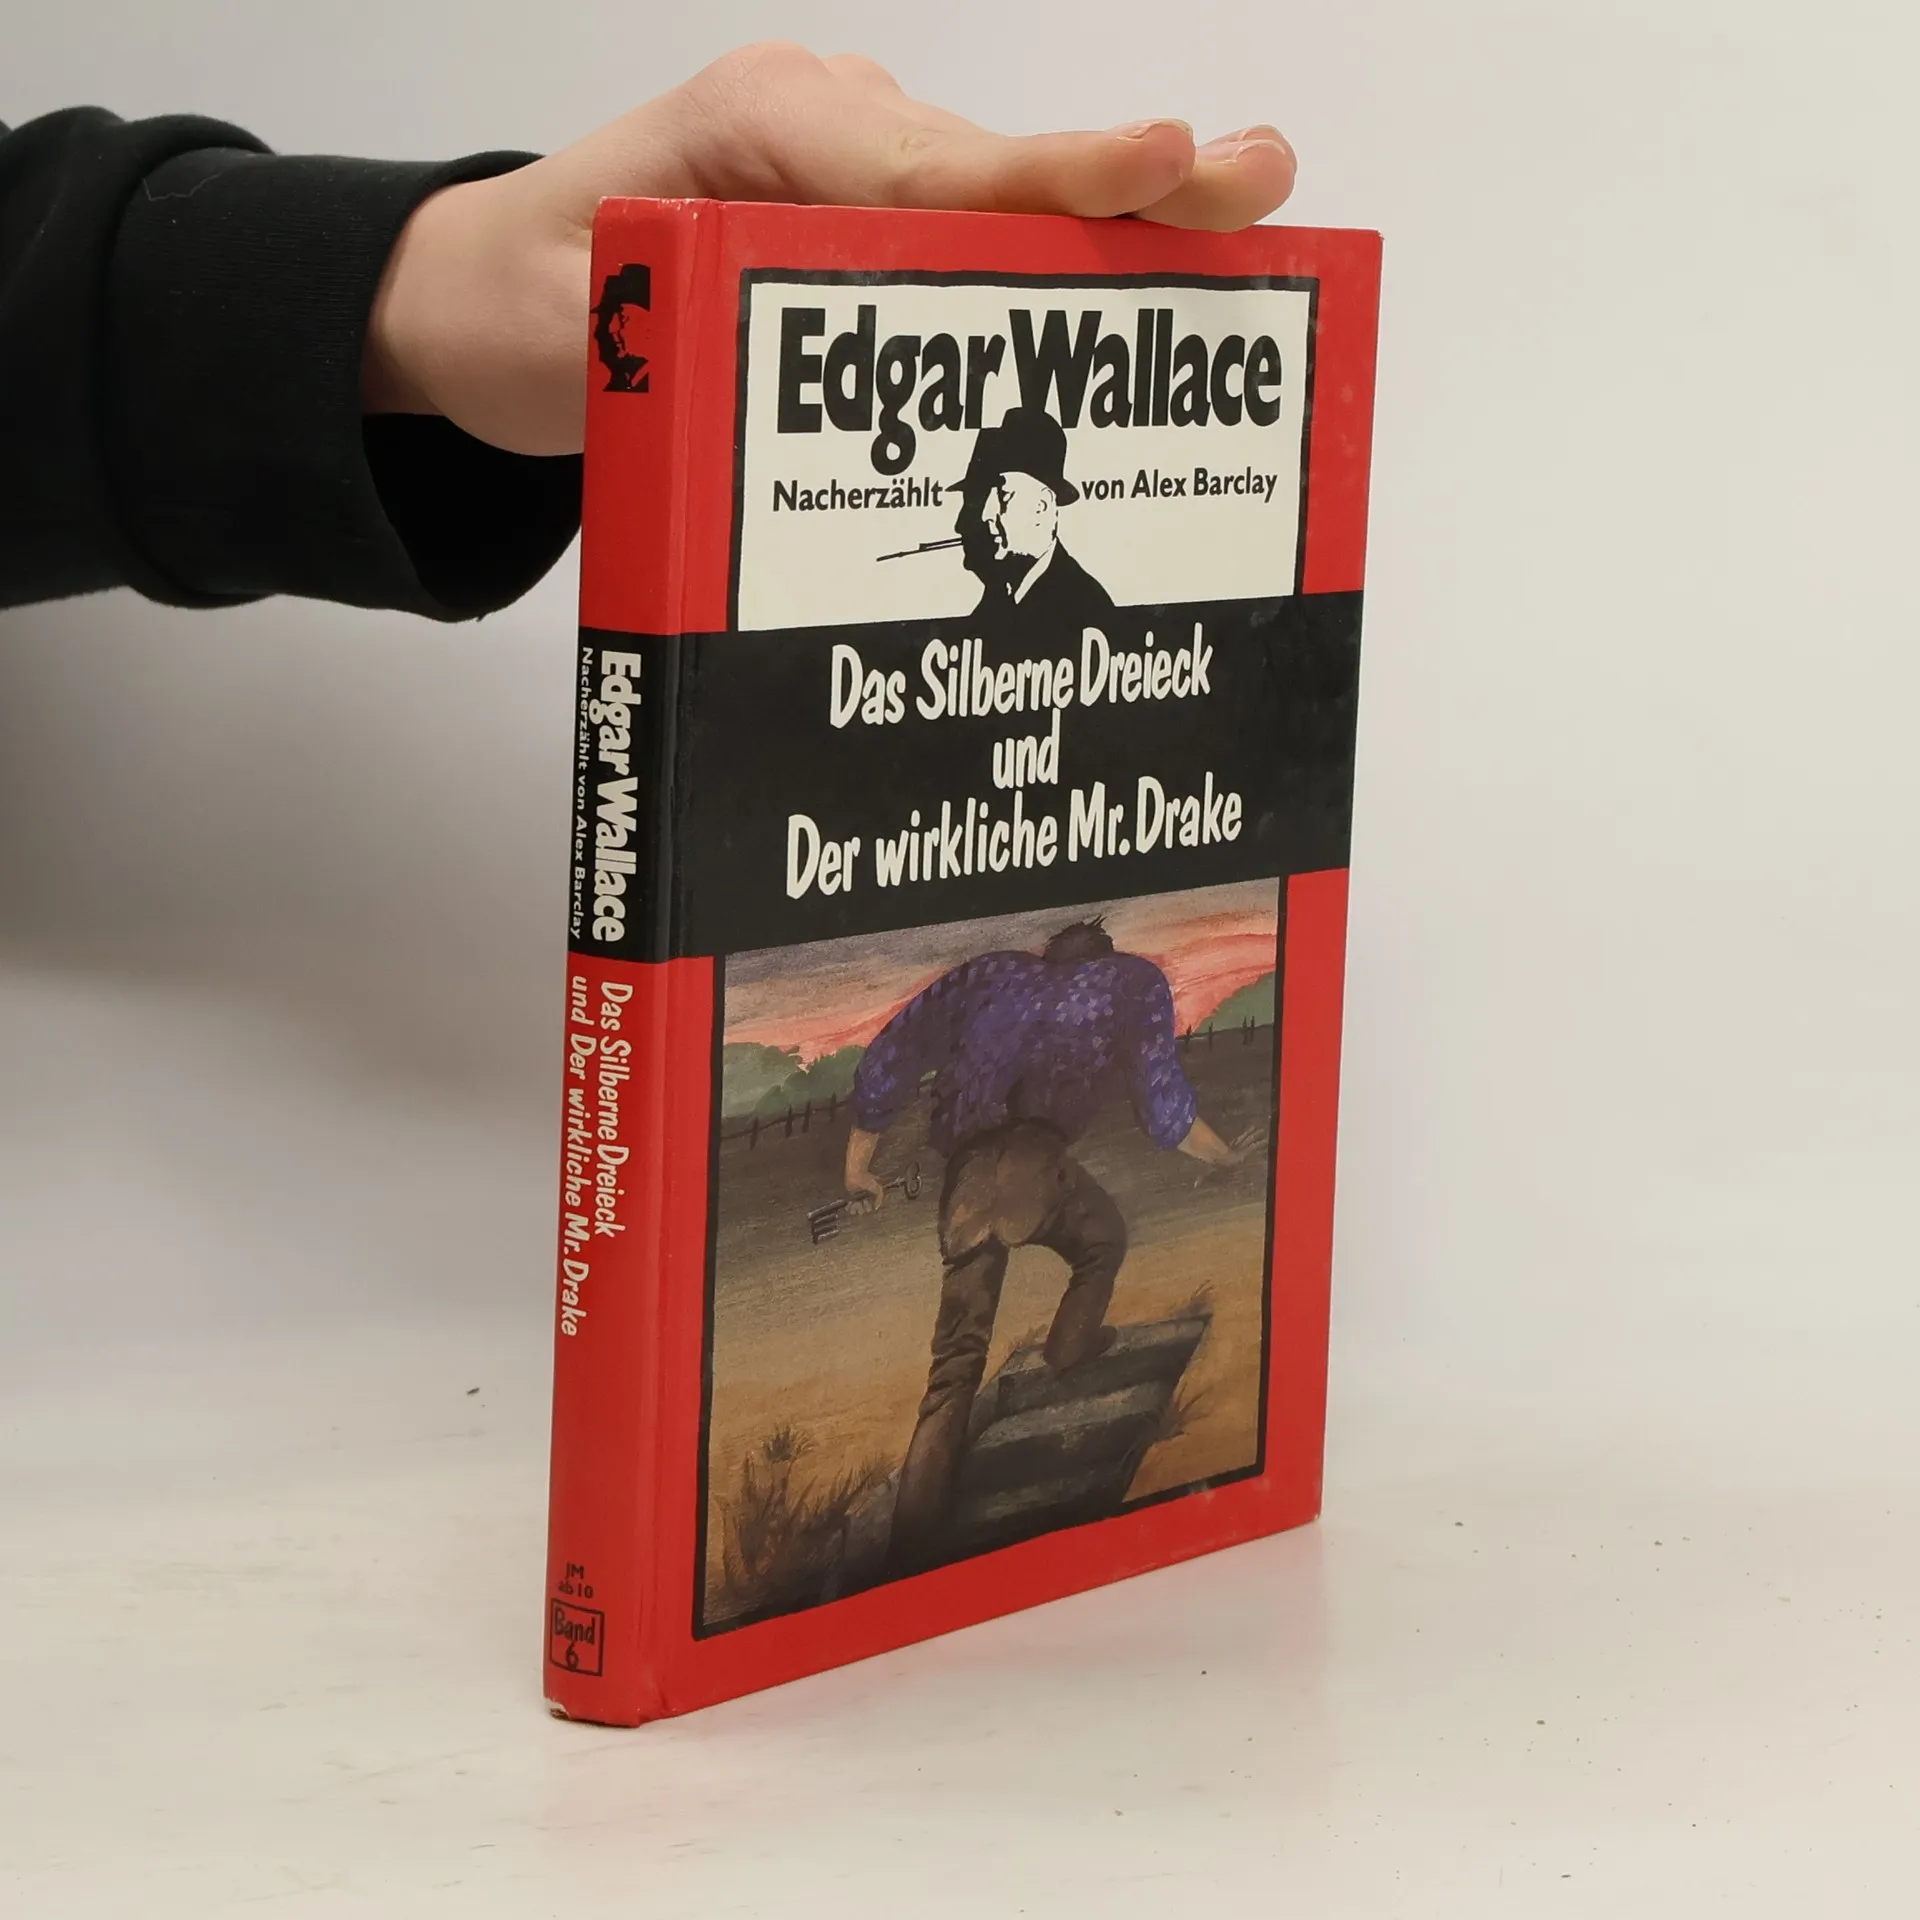 Edgar Wallace
Nacherzählt von Alex Barclay
Das Silberne Dreieck
und
Der wirkliche Mr. Drake
Edgar Wallace
Nacherzählt von Alex Barclay
Das Silberne Dreieck
und Der wirkliche Mr. Drake
JM
ab 10
Band
6